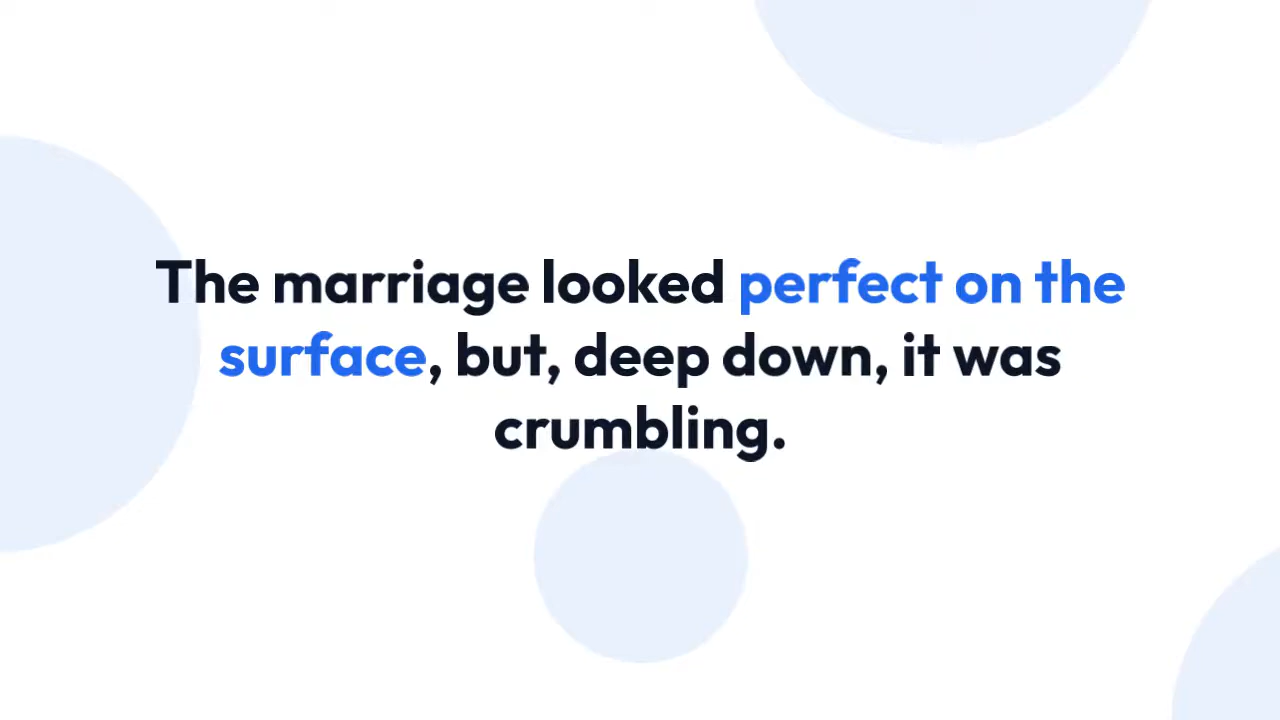 The marriage looked perfect on the
surface, but, deep down, it was
crumbling.